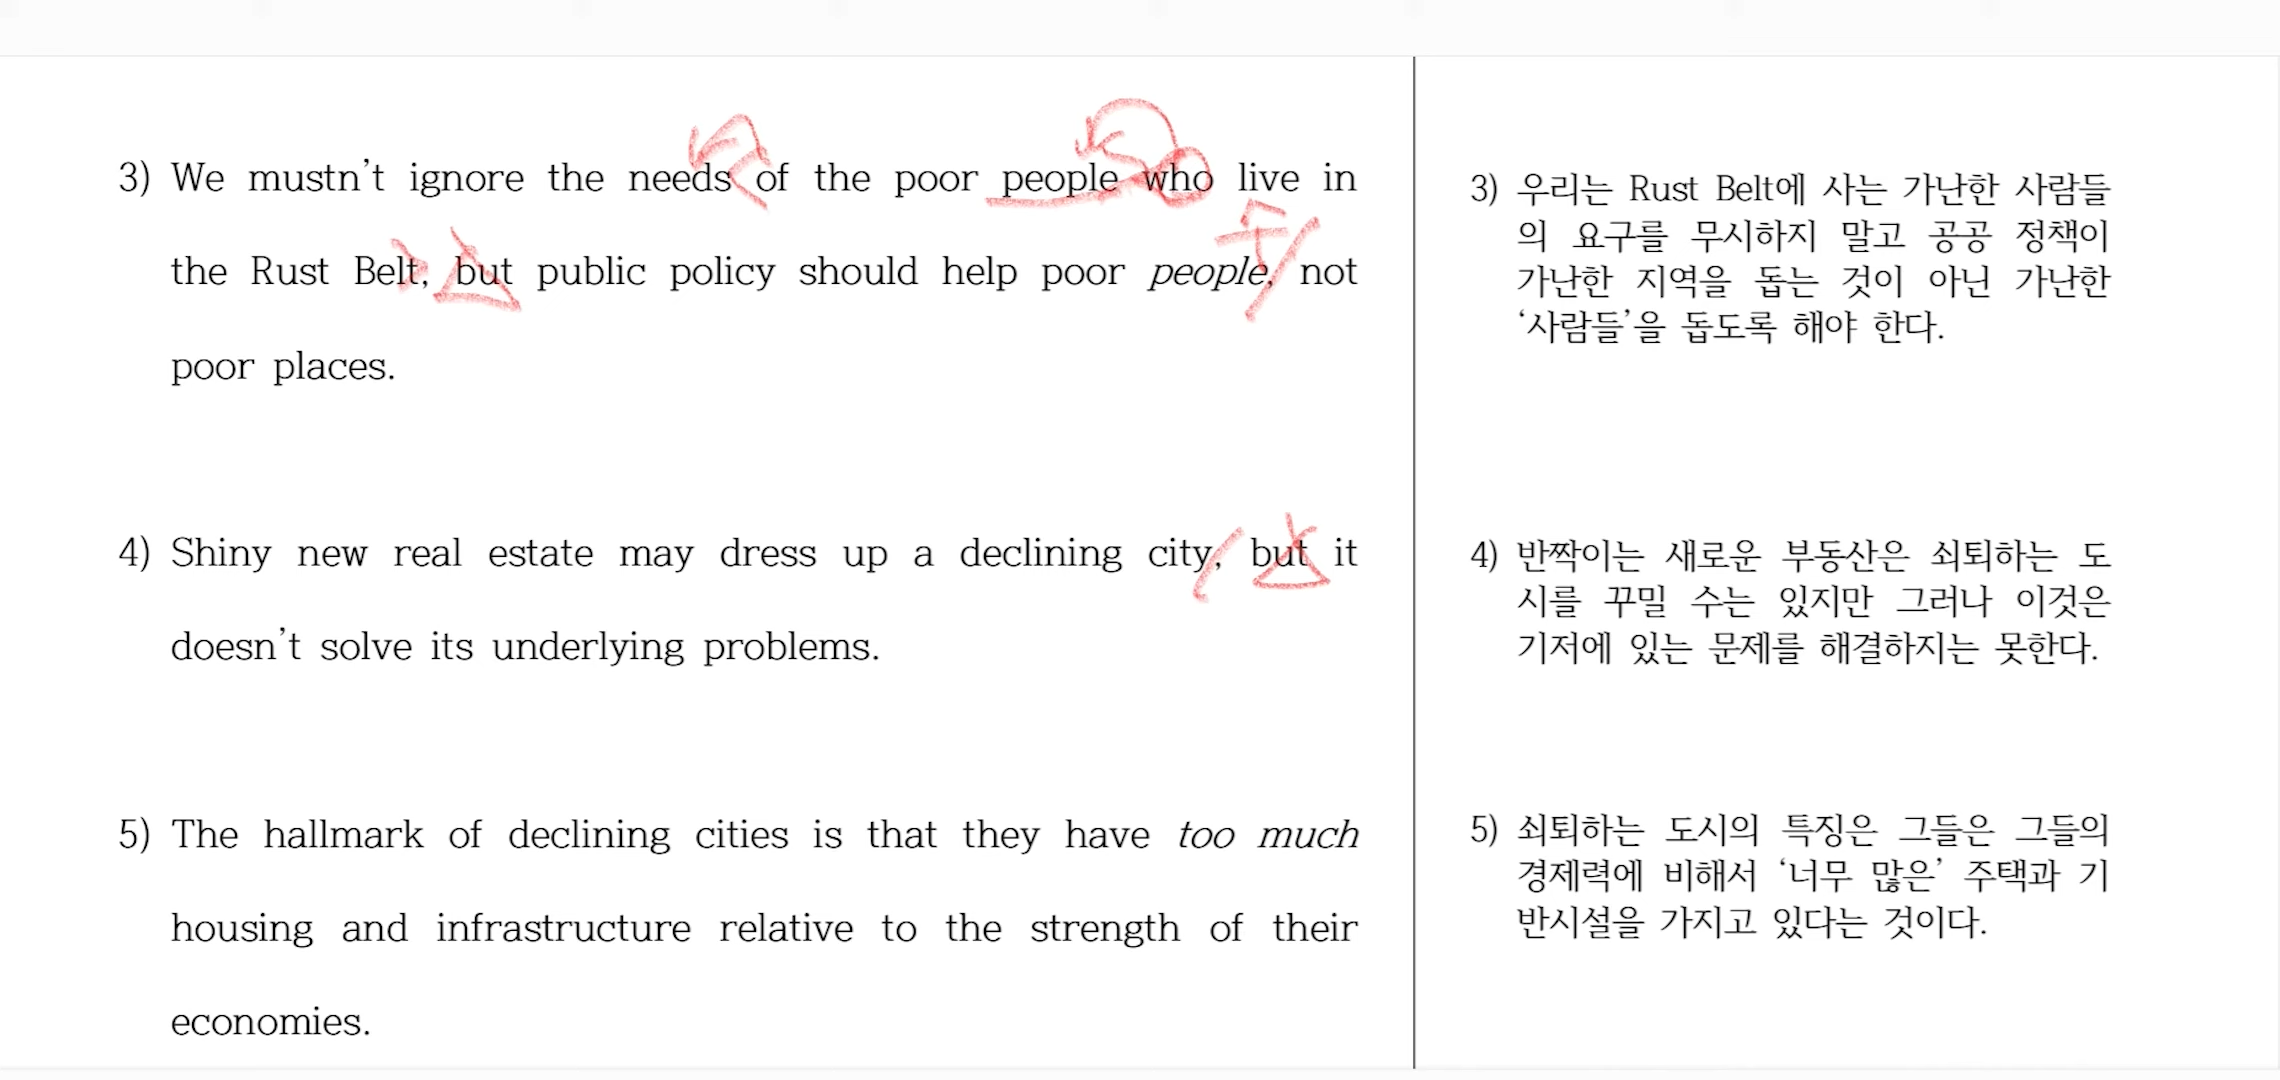 3) We mustn't ignore the needs of the poor people who live in
the Rust Belt, but public policy should help poor people, not
poor places.
4) Shiny new real estate may dress up a declining city, but it
doesn't solve its underlying problems.
5) The hallmark of declining cities is that they have too much
housing and infrastructure relative to the strength of their
economies.
3) 우리는 Rust Belt에 사는 가난한 사람들
의 요구를 무시하지 말고 공공 정책이
가난한 지역을 돕는 것이 아닌 가난한
‘사람들’을 돕도록 해야 한다.
4) 반짝이는 새로운 부동산은 쇠퇴하는 도
시를 꾸밀 수는 있지만 그러나 이것은
기저에 있는 문제를 해결하지는 못한다.
5) 쇠퇴하는 도시의 특징은 그들은 그들의
경제력에 비해서 ‘너무 많은’ 주택과 기
반시설을 가지고 있다는 것이다.